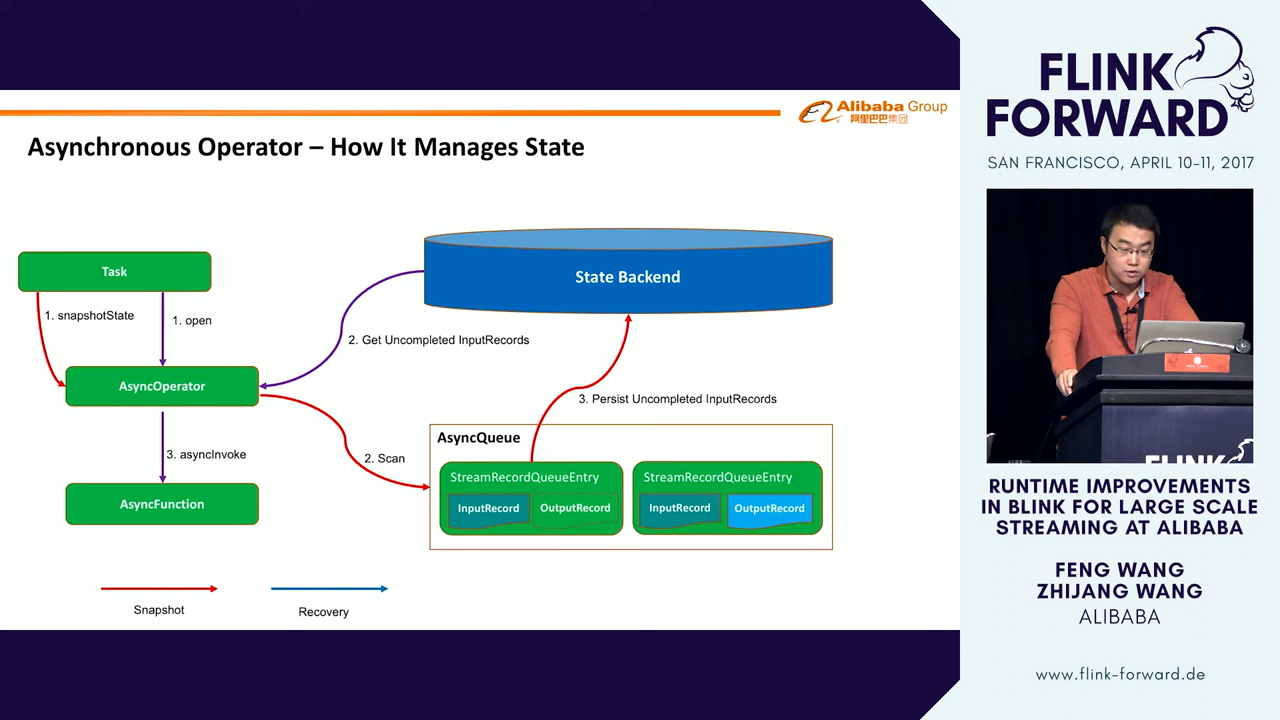 Alibaba Group
阿里巴巴集团
Asynchronous Operator – How It Manages State
Task
State Backend
1. snapshotState
1. open
2. Get Uncompleted InputRecords
AsyncOperator
3. Persist Uncompleted InputRecords
AsyncQueue
3. asyncInvoke
2. Scan
StreamRecordQueueEntry
StreamRecordQueueEntry
InputRecord
OutputRecord
InputRecord
OutputRecord
AsyncFunction
Snapshot
Recovery
FLINK
FORWARD
SAN FRANCISCO, APRIL 10-11, 2017
FLINK
RUNTIME IMPROVEMENTS
IN BLINK FOR LARGE SCALE
STREAMING AT ALIBABA
FENG WANG
ZHIJANG WANG
ALIBABA
www.flink-forward.de